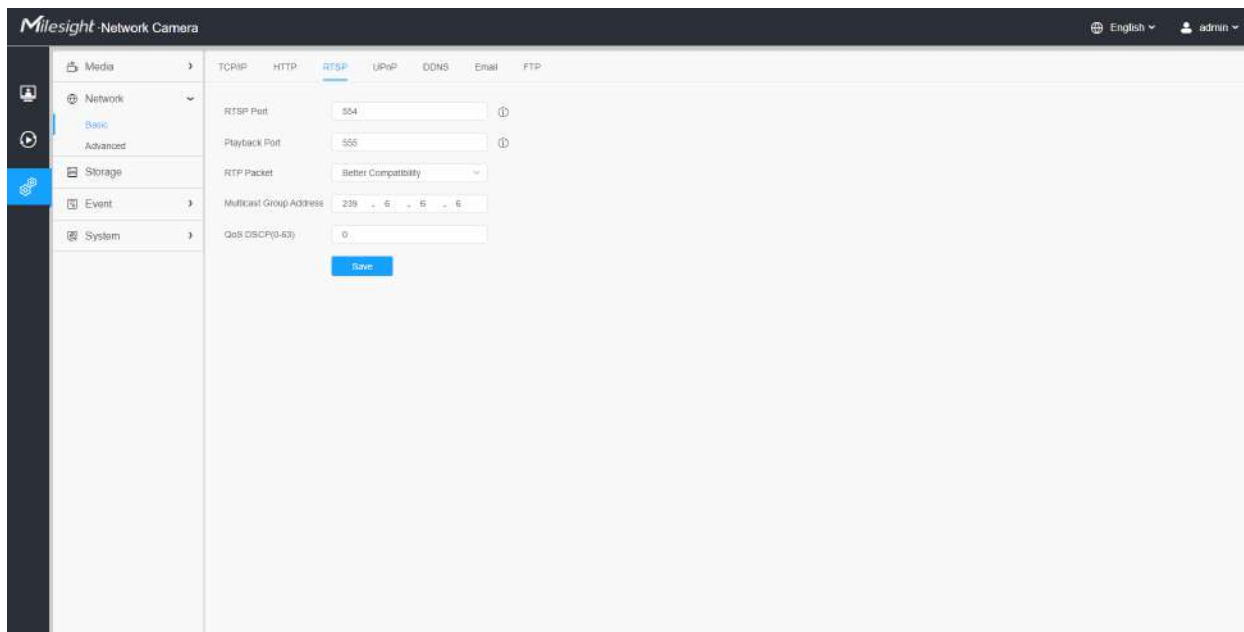 Milesight ·Network Camera
English
admin
Media
Network
Basic
Advanced
Storage
Event
System
TCP/IP HTTP RTSP UPnP DDNS Email FTP
RTSP Port 554
Playback Port 555
RTP Packet Better Compatibility
Multicast Group Address 239 . 6 . 6 . 6
QoS DSCP(0-63) 0
Save